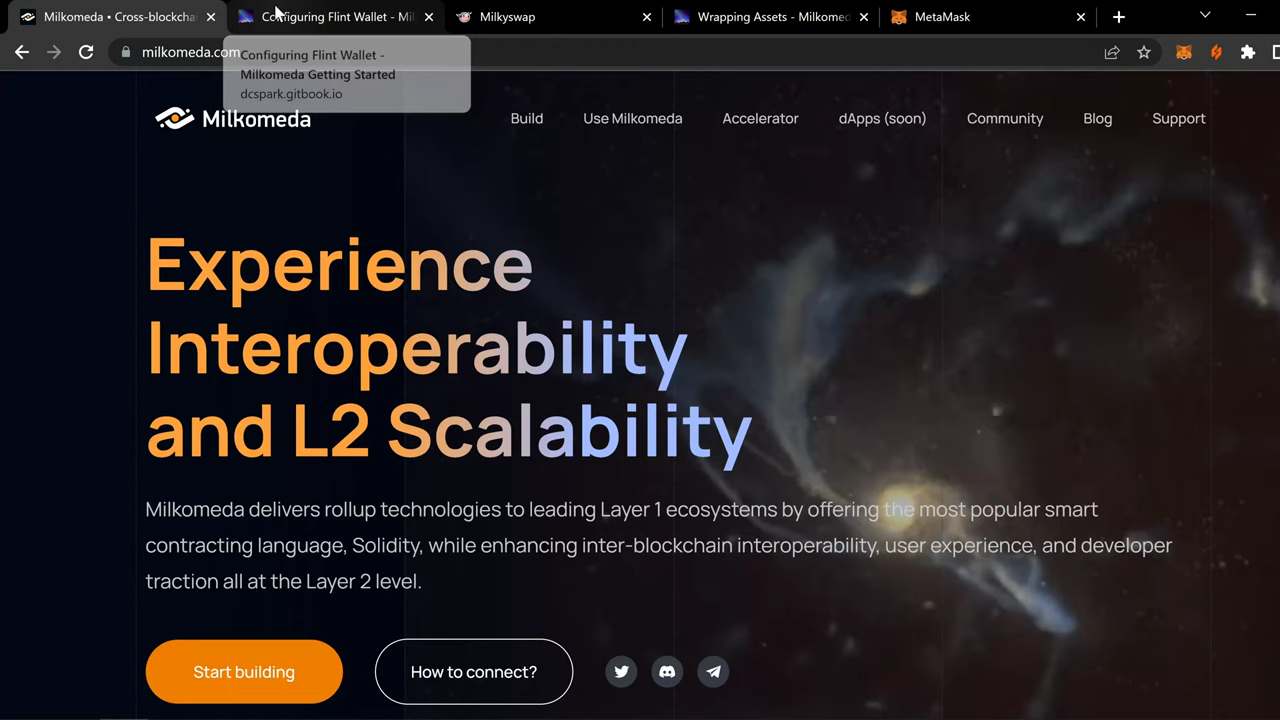 Milkomeda • Cross-blockcha
Configuring Flint Wallet - Mil
Milkyswap
Wrapping Assets - Milkomed
MetaMask
milkomeda.com
Configuring Flint Wallet -
Milkomeda Getting Started
dcspark.gitbook.io
Milkomeda
Build
Use Milkomeda
Accelerator
dApps (soon)
Community
Blog
Support
Experience
Interoperability
and L2 Scalability
Milkomeda delivers rollup technologies to leading Layer 1 ecosystems by offering the most popular smart
contracting language, Solidity, while enhancing inter-blockchain interoperability, user experience, and developer
traction all at the Layer 2 level.
Start building
How to connect?